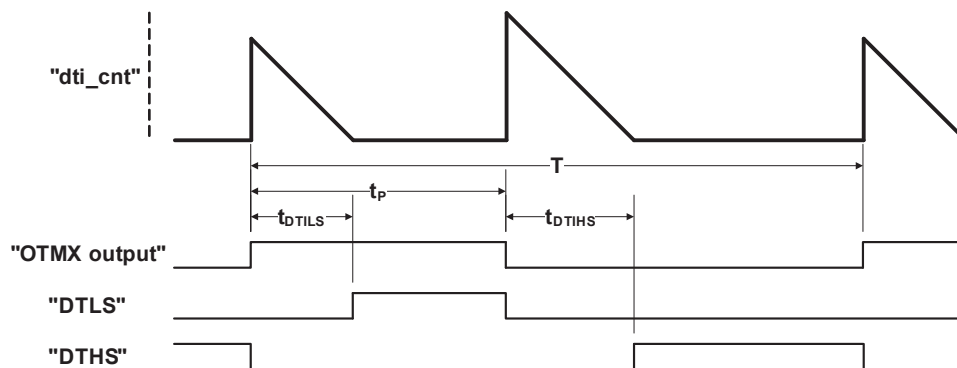 "dti_cnt"
T
tP
tDTILS
tDTIHS
"OTMX output"
"DTLS"
"DTHS"